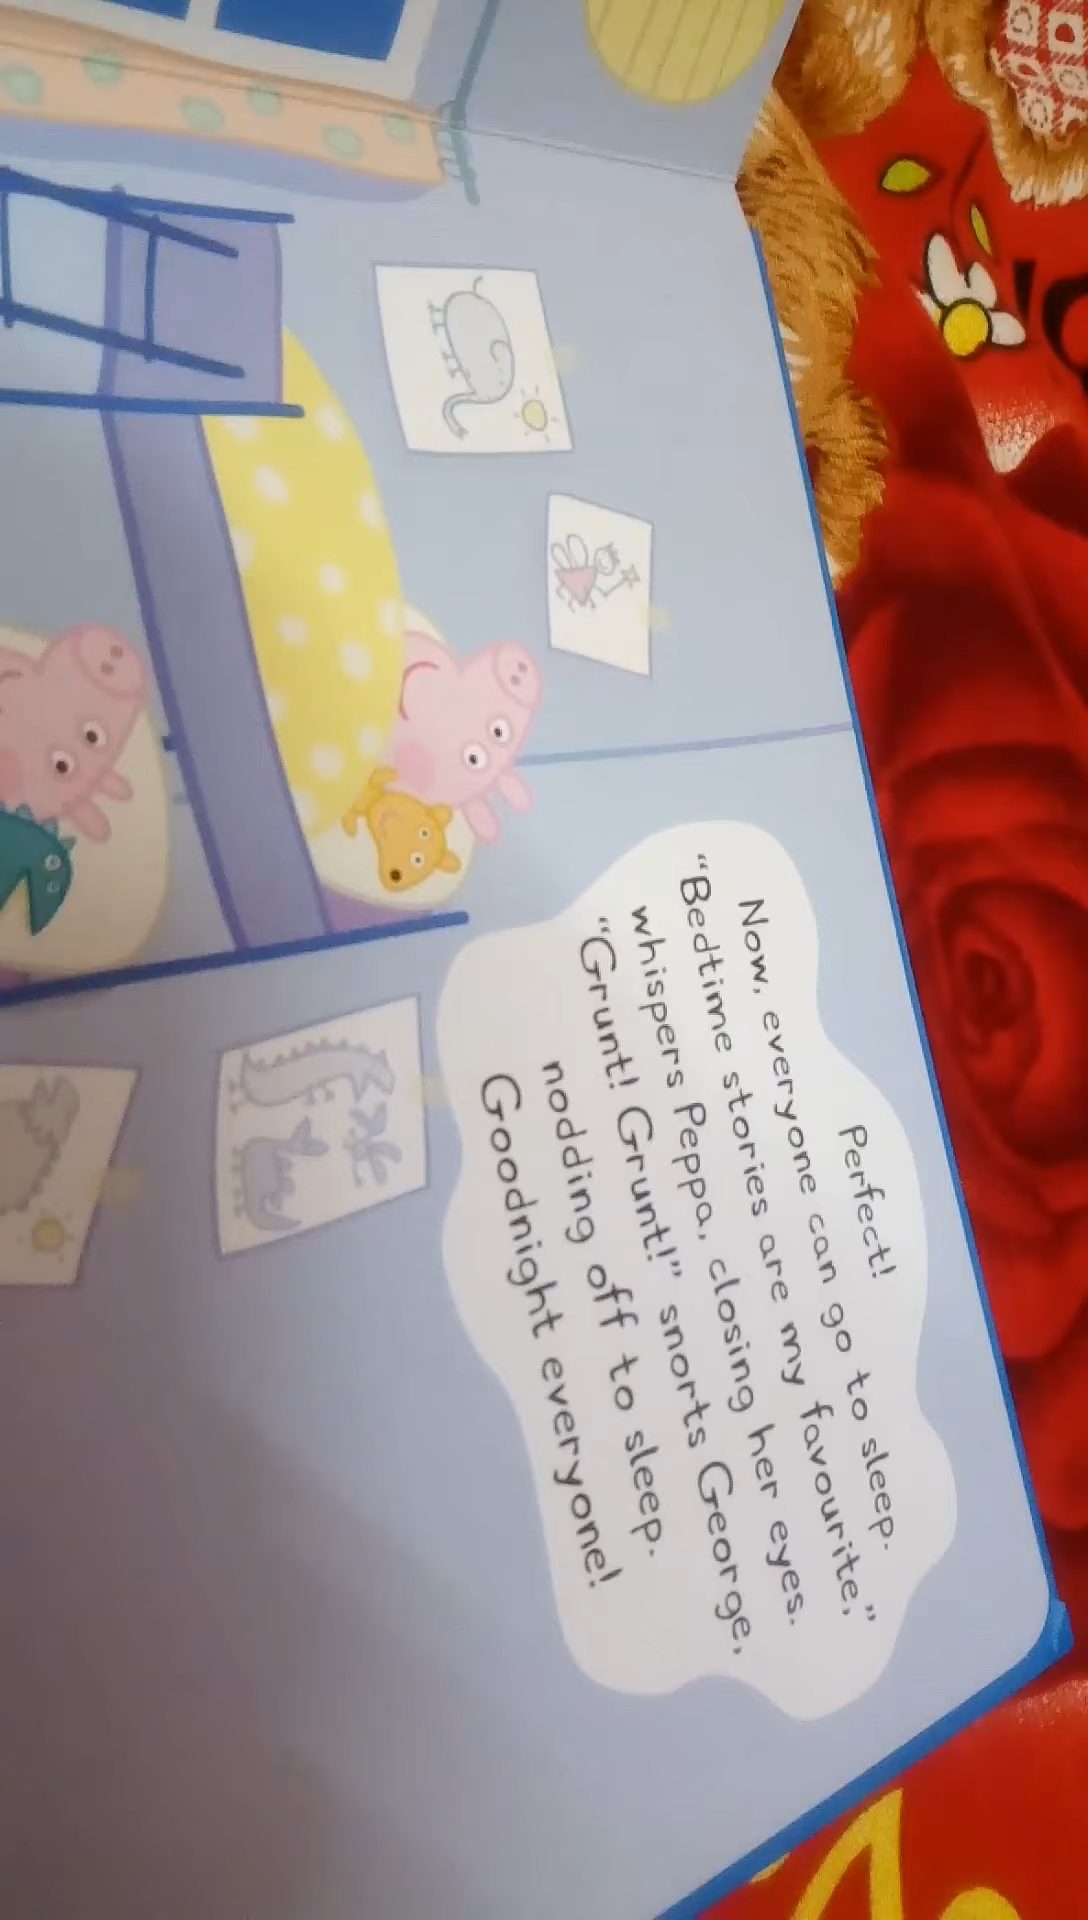 Perfect!
Now, everyone can go to sleep.
“Bedtime stories are my favourite,”
whispers Peppa, closing her eyes.
“Grunt! Grunt!” snorts George,
nodding off to sleep.
Goodnight everyone!